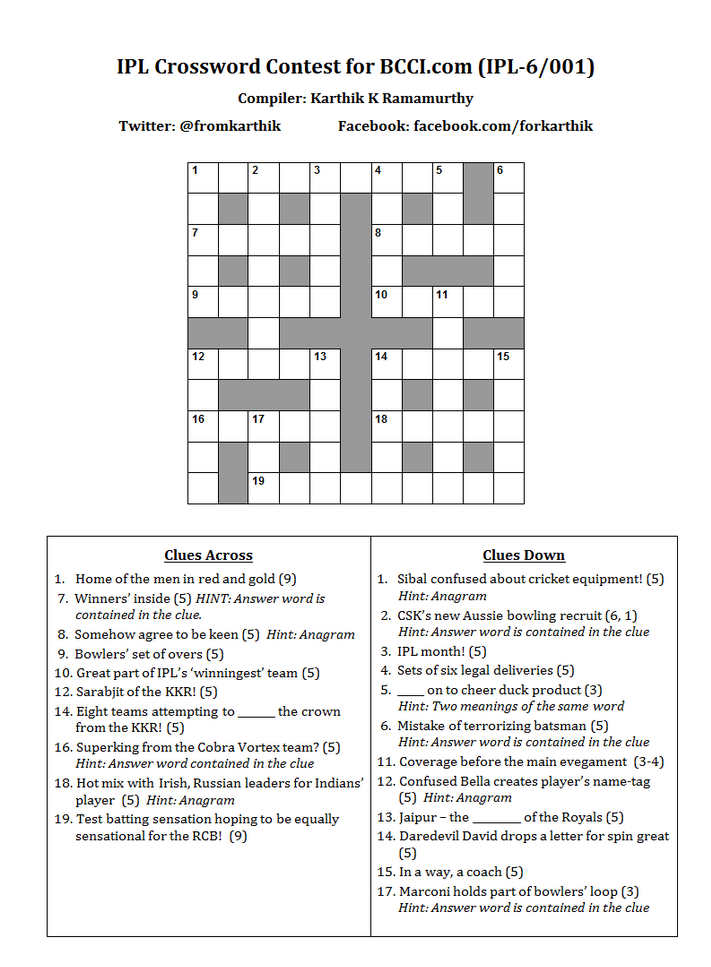 IPL Crossword Contest for BCCI.com (IPL-6/001)
Compiler: Karthik K Ramamurthy
Twitter: @fromkarthik Facebook: facebook.com/forkarthik
1 2 3 4 5 6
7 8
9 10 11
12 13 14 15
16 17 18
19
Clues Across
1. Home of the men in red and gold (9)
7. Winners' inside (5) HINT: Answer word is
contained in the clue.
8. Somehow agree to be keen (5) Hint: Anagram
9. Bowlers' set of overs (5)
10. Great part of IPL's 'winningest' team (5)
12. Sarabjit of the KKR! (5)
14. Eight teams attempting to _____ the crown
from the KKR! (5)
16. Superking from the Cobra Vortex team? (5)
Hint: Answer word contained in the clue
18. Hot mix with Irish, Russian leaders for Indians'
player (5) Hint: Anagram
19. Test batting sensation hoping to be equally
sensational for the RCB! (9)
Clues Down
1. Sibal confused about cricket equipment! (5)
Hint: Anagram
2. CSK's new Aussie bowling recruit (6, 1)
Hint: Answer word is contained in the clue
3. IPL month! (5)
4. Sets of six legal deliveries (5)
5. ____ on to cheer duck product (3)
Hint: Two meanings of the same word
6. Mistake of terrorizing batsman (5)
Hint: Answer word is contained in the clue
11. Coverage before the main evegament (3-4)
12. Confused Bella creates player's name-tag
(5) Hint: Anagram
13. Jaipur – the _______ of the Royals (5)
14. Daredevil David drops a letter for spin great
(5)
15. In a way, a coach (5)
17. Marconi holds part of bowlers' loop (3)
Hint: Answer word is contained in the clue